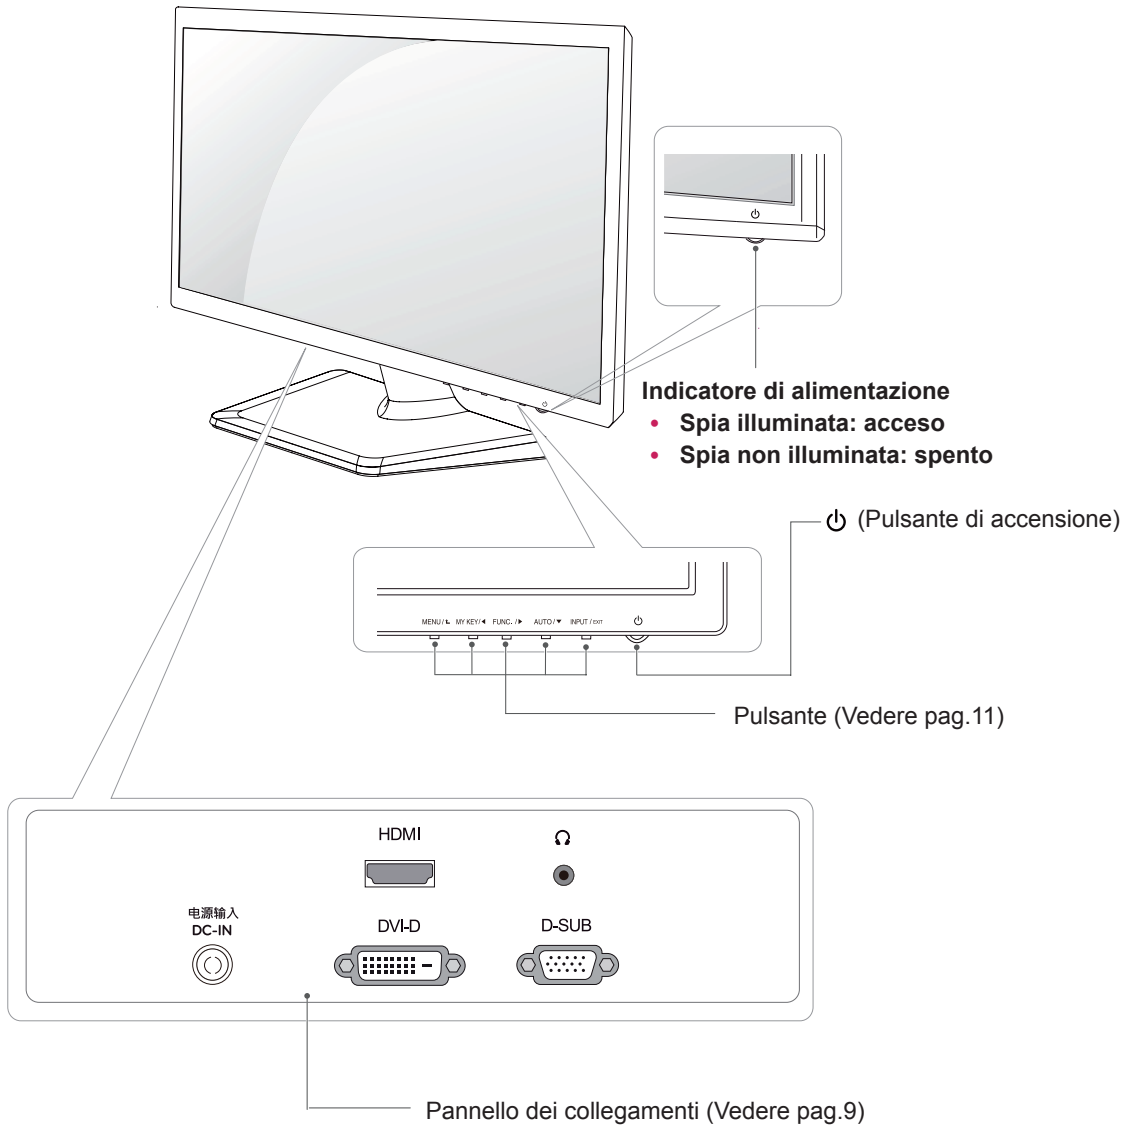 Indicatore di alimentazione
• Spia illuminata: acceso
• Spia non illuminata: spento
⏻ (Pulsante di accensione)
MENU / MY KEY/◀ FUNC. /▶ AUTO/▼ INPUT / EXIT
Pulsante (Vedere pag.11)
HDMI
电源输入
DC-IN
DVI-D
D-SUB
Pannello dei collegamenti (Vedere pag.9)